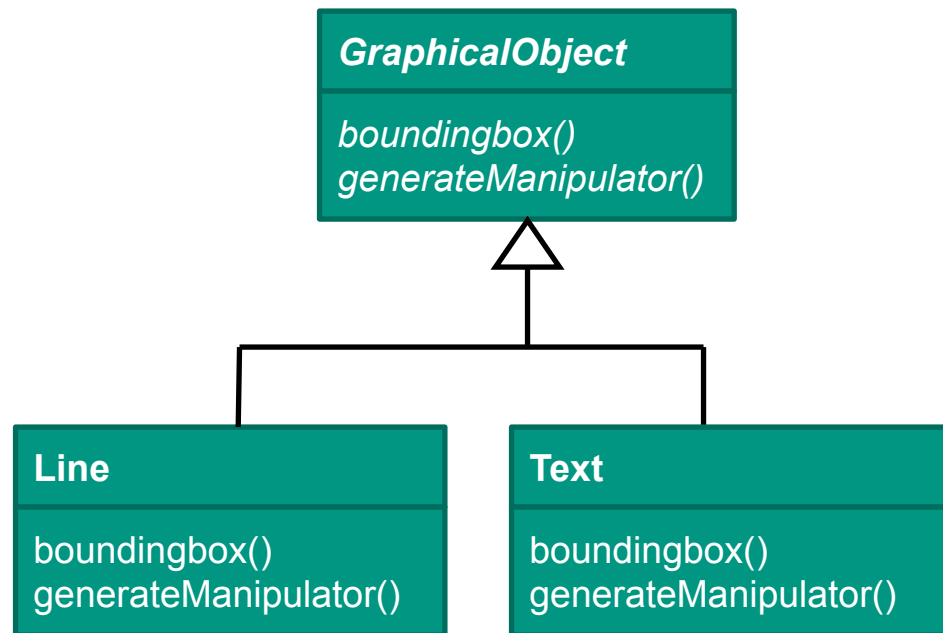 GraphicalObject
boundingbox()
generateManipulator()
Line
boundingbox()
generateManipulator()
Text
boundingbox()
generateManipulator()